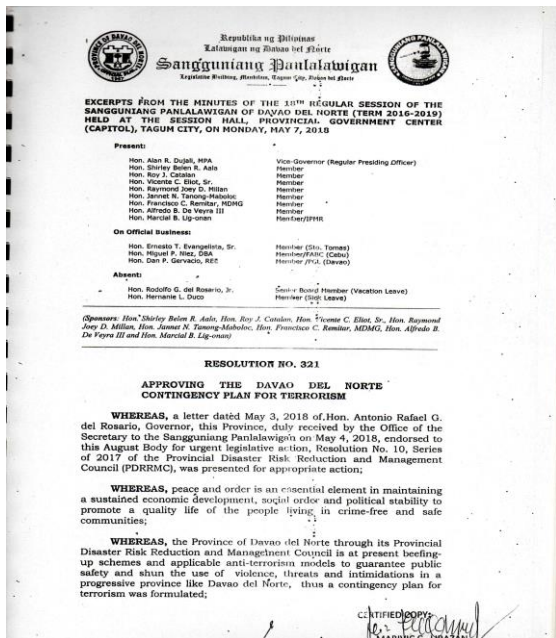 Republika ng Pilipinas
Lalawigan ng Davao del Norte
Sangguniang Panlalawigan
Legislative Building, Mankilam, Tagum City, Davao del Norte
EXCERPTS FROM THE MINUTES OF THE 18TH REGULAR SESSION OF THE
SANGGUNIANG PANLALAWIGAN OF DAVAO DEL NORTE (TERM 2016-2019)
HELD AT THE SESSION HALL, PROVINCIAL GOVERNMENT CENTER
(CAPITOL), TAGUM CITY, ON MONDAY, MAY 7, 2018
Present:
Hon. Alan R. Dujali, MPA Vice-Governor (Regular Presiding Officer)
Hon. Shirley Belen R. Aala Member
Hon. Roy J. Catalan Member
Hon. Vicente C. Eliot, Sr. Member
Hon. Raymond Joey D. Millan Member
Hon. Jannet N. Tanong-Maboloc Member
Hon. Francisco C. Remitar, MDMG Member
Hon. Alfredo B. De Veyra III Member
Hon. Marcial B. Lig-onan Member/IPMR
On Official Business:
Hon. Ernesto T. Evangelista, Sr. Member (Sto. Tomas)
Hon. Miguel P. Niez, DBA Member/FABC (Cebu)
Hon. Dan P. Gervacio, REC Member /PGL (Davao)
Absent:
Hon. Rodolfo G. del Rosario, Jr. Senior Board Member (Vacation Leave)
Hon. Hernanie L. Duco Member (Sick Leave)
(Sponsors: Hon. Shirley Belen R. Aala, Hon. Roy J. Catalan, Hon. Vicente C. Eliot, Sr., Hon. Raymond
Joey D. Millan, Hon. Jannet N. Tanong-Maboloc, Hon. Francisco C. Remitar, MDMG, Hon. Alfredo B.
De Veyra III and Hon. Marcial B. Lig-onan)
RESOLUTION NO. 321
APPROVING THE DAVAO DEL NORTE
CONTINGENCY PLAN FOR TERRORISM
WHEREAS, a letter dated May 3, 2018 of Hon. Antonio Rafael G.
del Rosario, Governor, this Province, duly received by the Office of the
Secretary to the Sangguniang Panlalawigan on May 4, 2018, endorsed to
this August Body for urgent legislative action, Resolution No. 10, Series
of 2017 of the Provincial Disaster Risk Reduction and Management
Council (PDRRMC), was presented for appropriate action;
WHEREAS, peace and order is an essential element in maintaining
a sustained economic development, social order and political stability to
promote a quality life of the people living in crime-free and safe
communities;
WHEREAS, the Province of Davao del Norte through its Provincial
Disaster Risk Reduction and Management Council is at present beefing-
up schemes and applicable anti-terrorism models to guarantee public
safety and shun the use of violence, threats and intimidations in a
progressive province like Davao del Norte, thus a contingency plan for
terrorism was formulated;
CERTIFIED COPY: